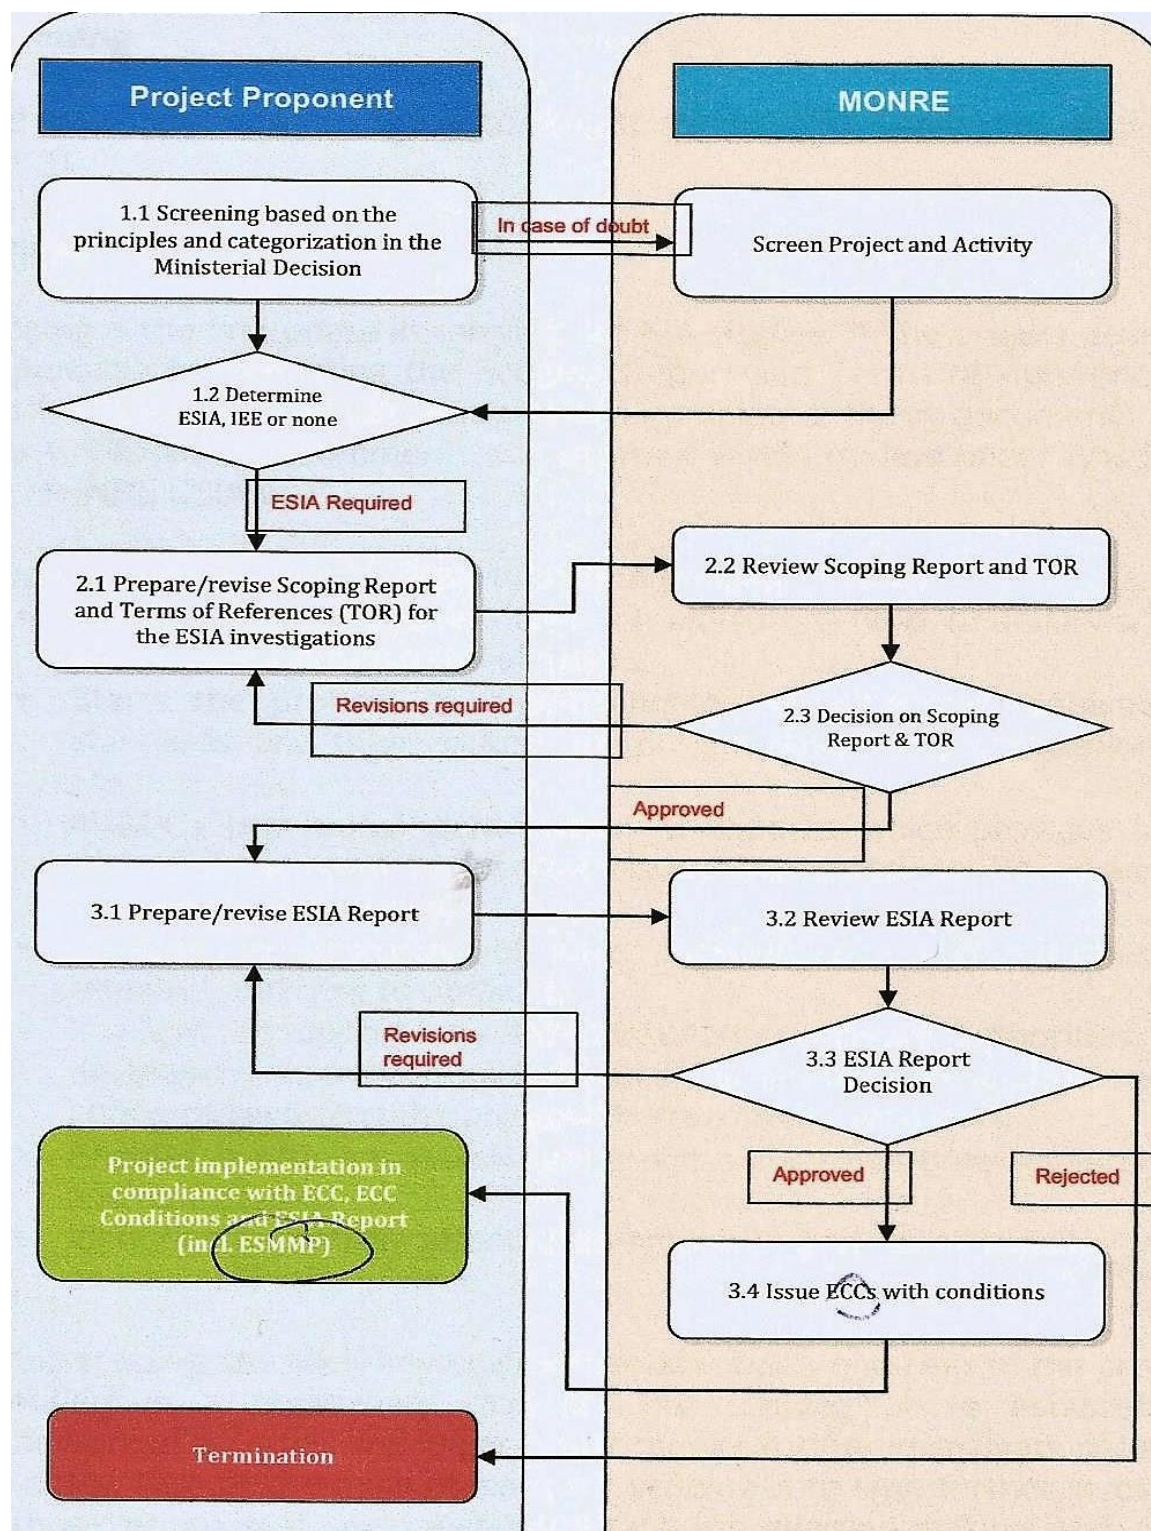 Project Proponent
MONRE
1.1 Screening based on the
principles and categorization in the
Ministerial Decision
In case of doubt
Screen Project and Activity
1.2 Determine
ESIA, IEE or none
ESIA Required
2.1 Prepare/revise Scoping Report
and Terms of References (TOR) for
the ESIA investigations
2.2 Review Scoping Report and TOR
Revisions required
2.3 Decision on Scoping
Report & TOR
Approved
3.1 Prepare/revise ESIA Report
3.2 Review ESIA Report
Revisions
required
3.3 ESIA Report
Decision
Approved
Rejected
Project implementation in
compliance with ECC, ECC
Conditions and ESIA Report
(incl. ESMMP)
3.4 Issue ECCs with conditions
Termination